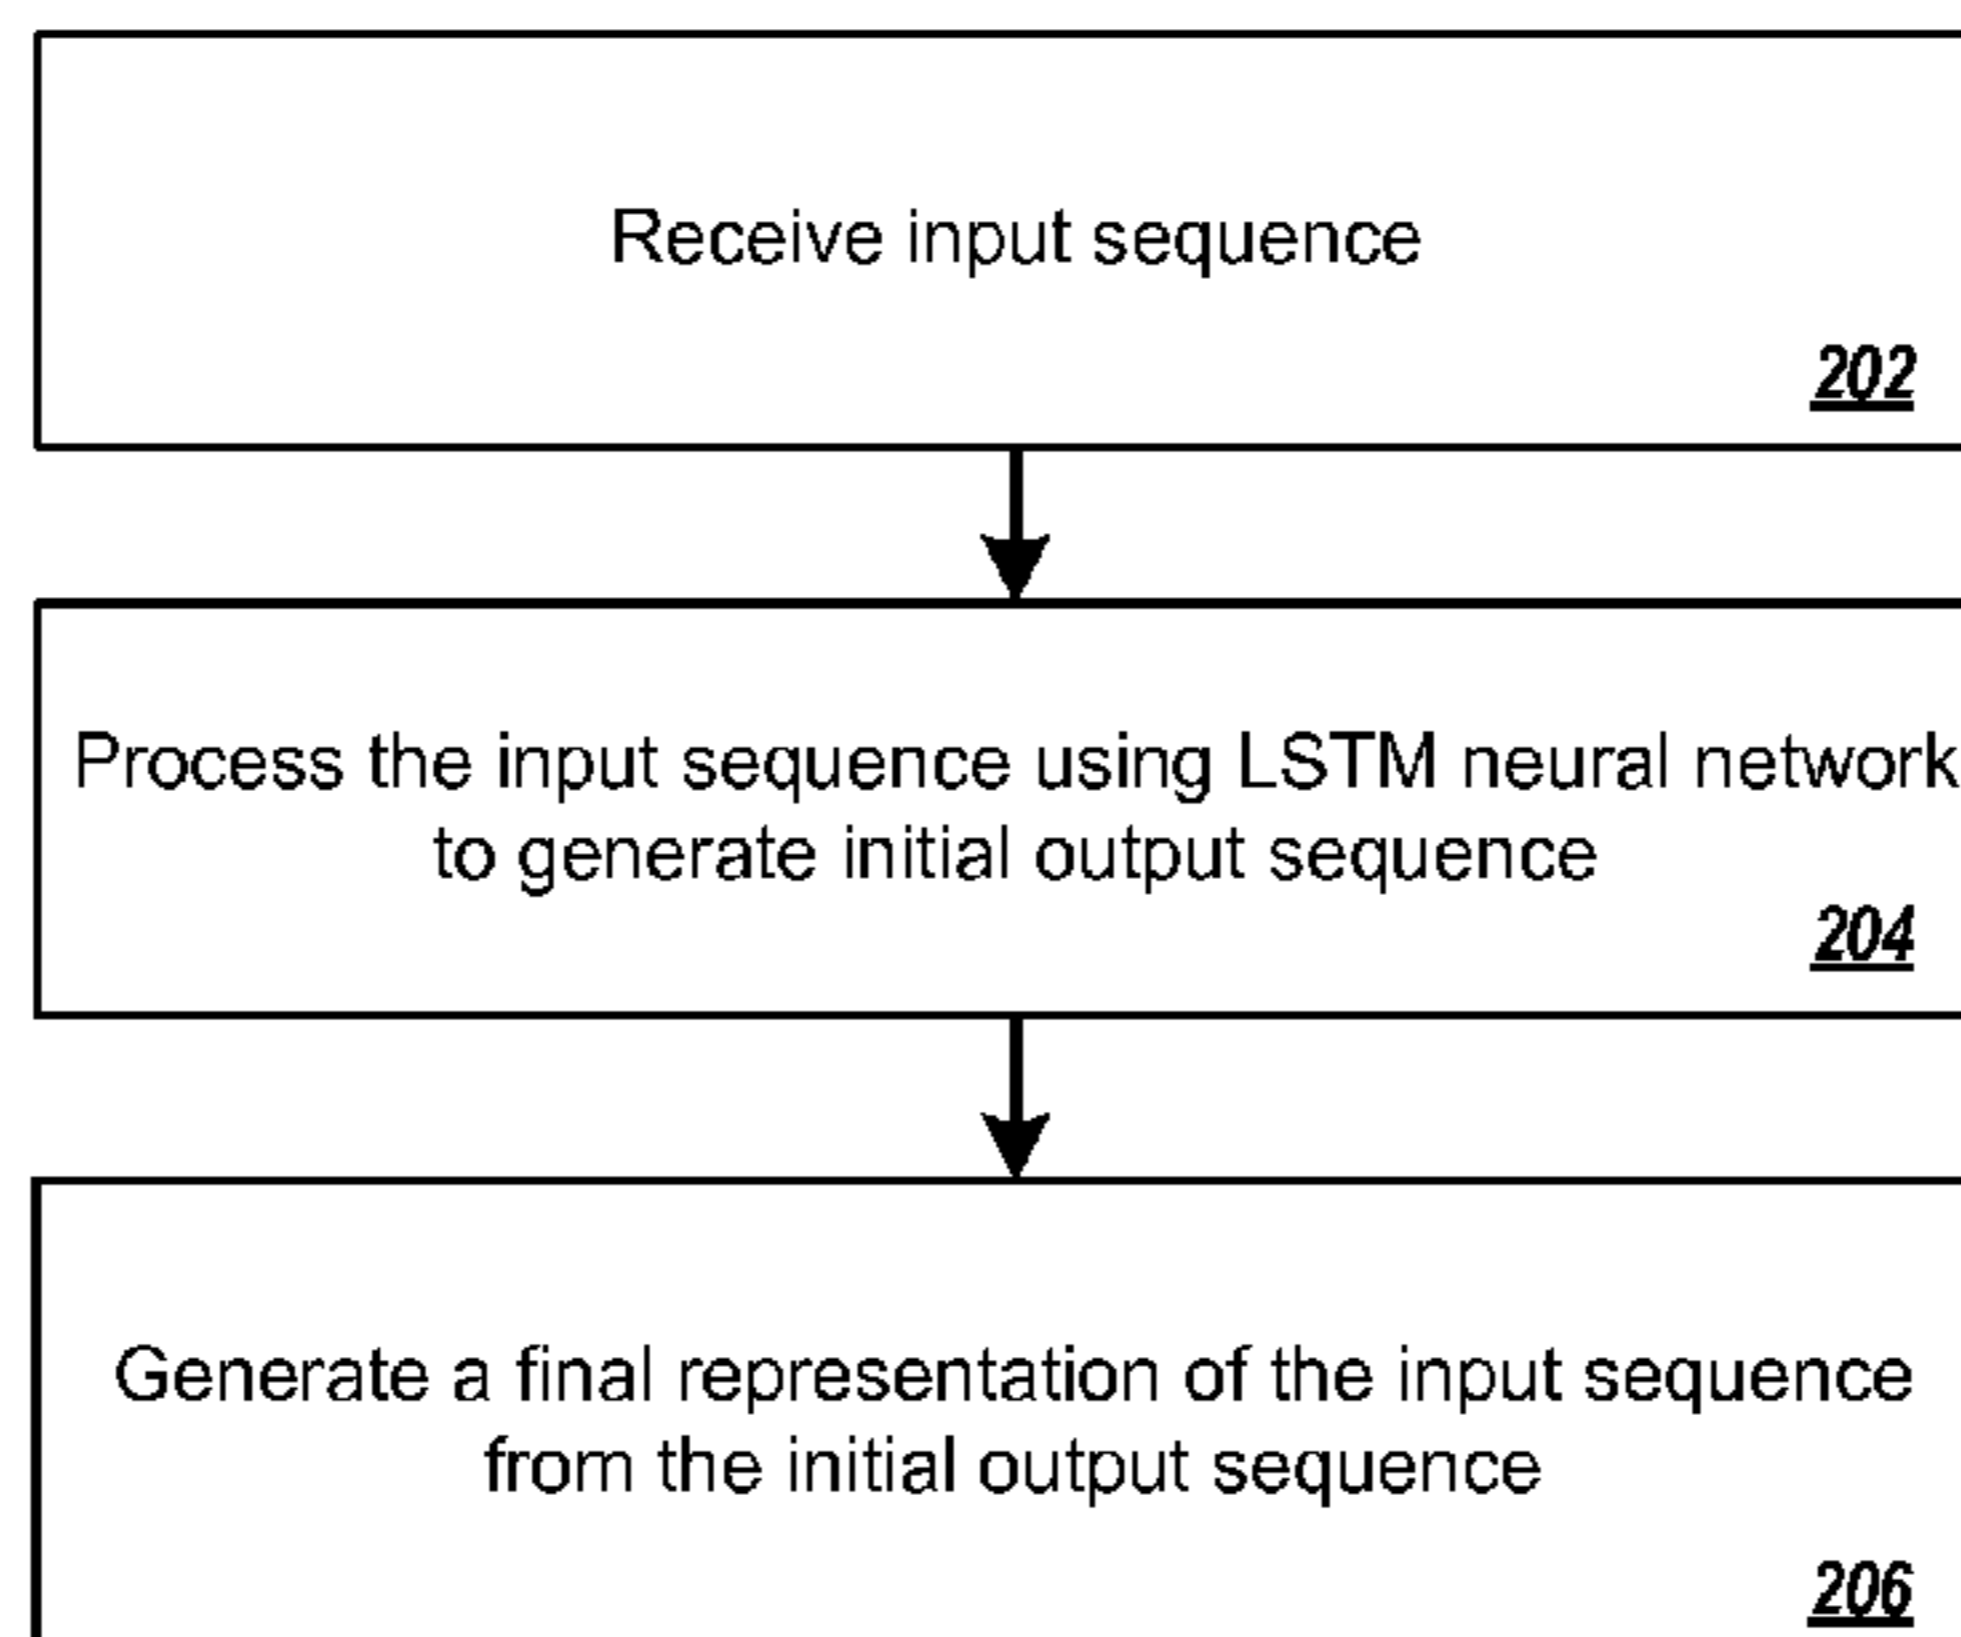 Receive input sequence
202
Process the input sequence using LSTM neural network
to generate initial output sequence
204
Generate a final representation of the input sequence
from the initial output sequence
206